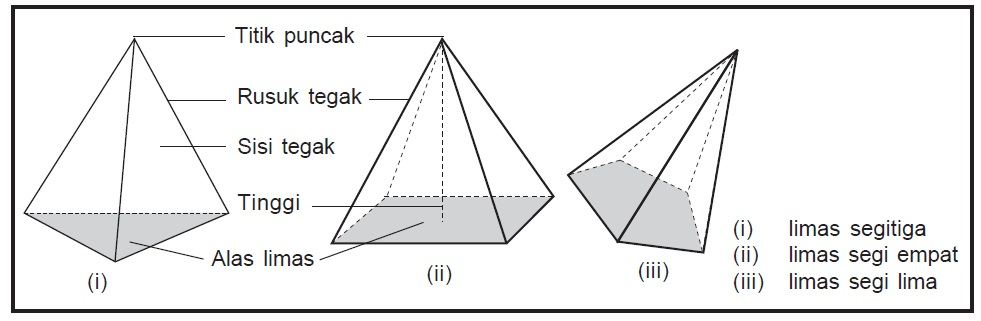 Titik puncak
Rusuk tegak
Sisi tegak
Tinggi
Alas limas
(i)
(ii)
(iii)
(i) limas segitiga
(ii) limas segi empat
(iii) limas segi lima